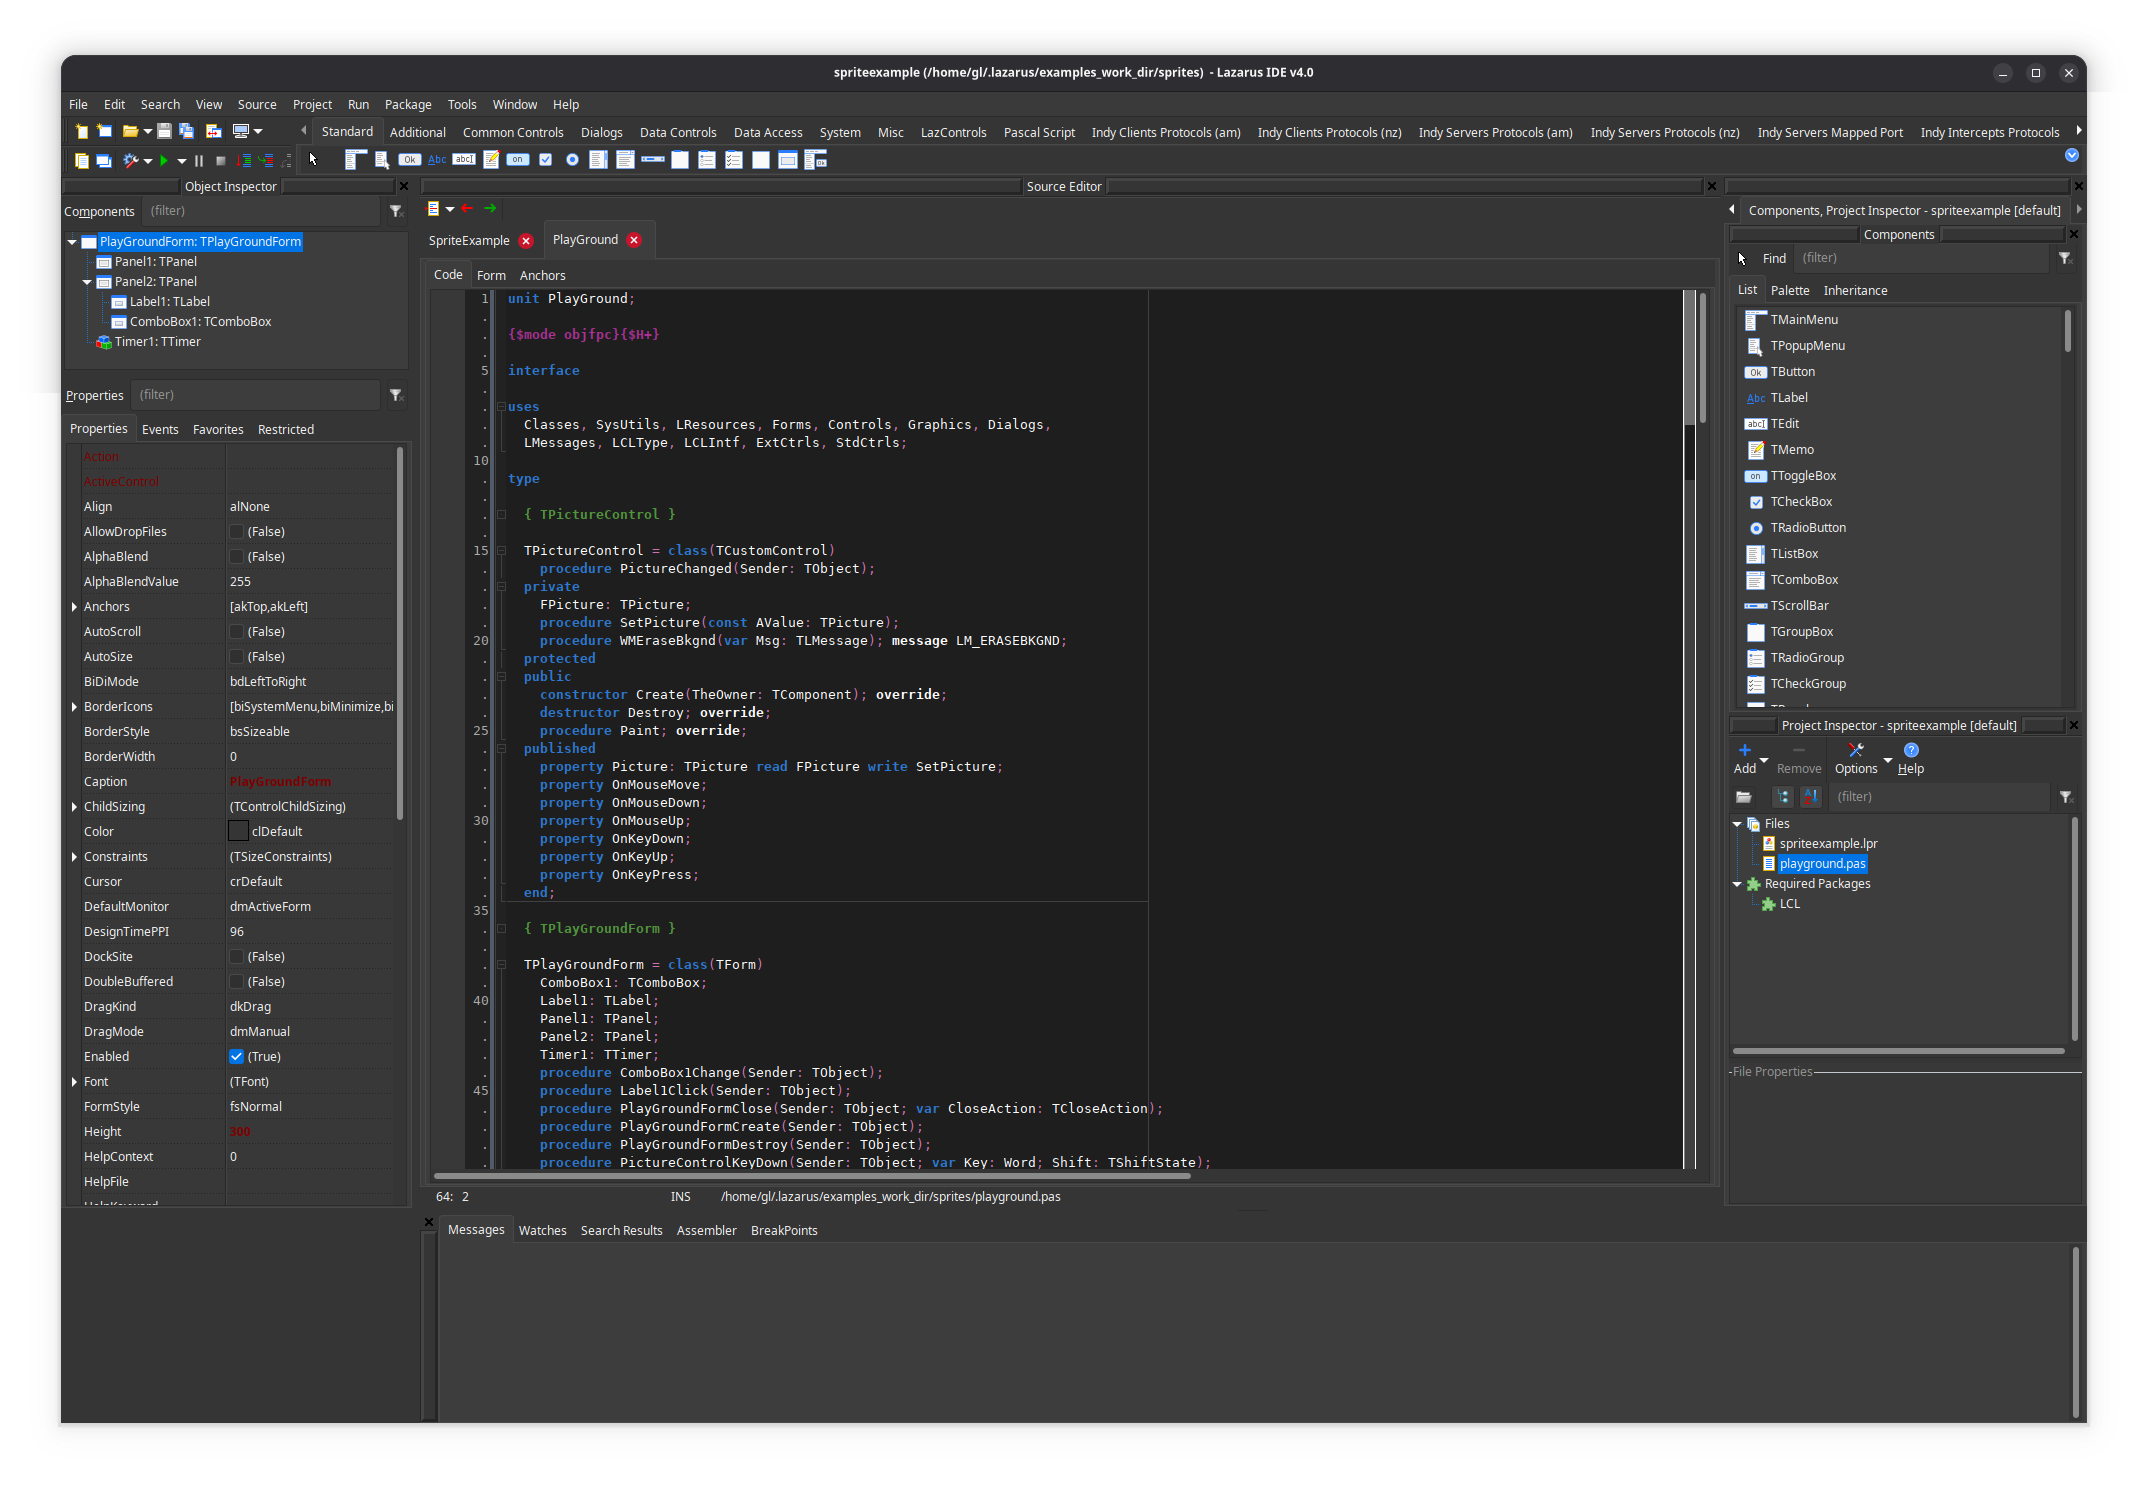 spriteexample (/home/gl/.lazarus/examples_work_dir/sprites) - Lazarus IDE v4.0
File Edit Search View Source Project Run Package Tools Window Help
Standard Additional Common Controls Dialogs Data Controls Data Access System Misc LazControls Pascal Script Indy Clients Protocols (am) Indy Clients Protocols (nz) Indy Servers Protocols (am) Indy Servers Protocols (nz) Indy Servers Mapped Port Indy Intercepts Protocols
Ok Abc abc] on
Object Inspector
Components (filter)
PlayGroundForm: TPlayGroundForm
Panel1: TPanel
Panel2: TPanel
Label1: TLabel
ComboBox1: TComboBox
Timer1: TTimer
Properties (filter)
Properties Events Favorites Restricted
Action
ActiveControl
Align alNone
AllowDropFiles (False)
AlphaBlend (False)
AlphaBlendValue 255
Anchors [akTop,akLeft]
AutoScroll (False)
AutoSize (False)
BiDiMode bdLeftToRight
BorderIcons [biSystemMenu,biMinimize,bi
BorderStyle bsSizeable
BorderWidth 0
Caption PlayGroundForm
ChildSizing (TControlChildSizing)
Color clDefault
Constraints (TSizeConstraints)
Cursor crDefault
DefaultMonitor dmActiveForm
DesignTimePPI 96
DockSite (False)
DoubleBuffered (False)
DragKind dkDrag
DragMode dmManual
Enabled (True)
Font (TFont)
FormStyle fsNormal
Height 300
HelpContext 0
HelpFile
Source Editor
SpriteExample PlayGround
Code Form Anchors
1 unit PlayGround;
{$mode objfpc}{$H+}
5 interface
uses
Classes, SysUtils, LResources, Forms, Controls, Graphics, Dialogs,
LMessages, LCLType, LCLIntf, ExtCtrls, StdCtrls;
10
type
{ TPictureControl }
15 TPictureControl = class(TCustomControl)
procedure PictureChanged(Sender: TObject);
private
FPicture: TPicture;
procedure SetPicture(const AValue: TPicture);
20 procedure WMEraseBkgnd(var Msg: TLMessage); message LM_ERASEBKGND;
protected
public
constructor Create(TheOwner: TComponent); override;
destructor Destroy; override;
25 procedure Paint; override;
published
property Picture: TPicture read FPicture write SetPicture;
property OnMouseMove;
property OnMouseDown;
30 property OnMouseUp;
property OnKeyDown;
property OnKeyUp;
property OnKeyPress;
end;
35
{ TPlayGroundForm }
TPlayGroundForm = class(TForm)
ComboBox1: TComboBox;
40 Label1: TLabel;
Panel1: TPanel;
Panel2: TPanel;
Timer1: TTimer;
procedure ComboBox1Change(Sender: TObject);
45 procedure Label1Click(Sender: TObject);
procedure PlayGroundFormClose(Sender: TObject; var CloseAction: TCloseAction);
procedure PlayGroundFormCreate(Sender: TObject);
procedure PlayGroundFormDestroy(Sender: TObject);
procedure PictureControlKeyDown(Sender: TObject; var Key: Word; Shift: TShiftState);
64: 2 INS /home/gl/.lazarus/examples_work_dir/sprites/playground.pas
Components, Project Inspector - spriteexample [default]
Components
Find (filter)
List Palette Inheritance
TMainMenu
TPopupMenu
Ok TButton
Abc TLabel
abc] TEdit
TMemo
on TToggleBox
TCheckBox
TRadioButton
TListBox
TComboBox
TScrollBar
TGroupBox
TRadioGroup
TCheckGroup
Project Inspector - spriteexample [default]
Add Remove Options Help
(filter)
Files
spriteexample.lpr
playground.pas
Required Packages
LCL
File Properties
Messages Watches Search Results Assembler BreakPoints